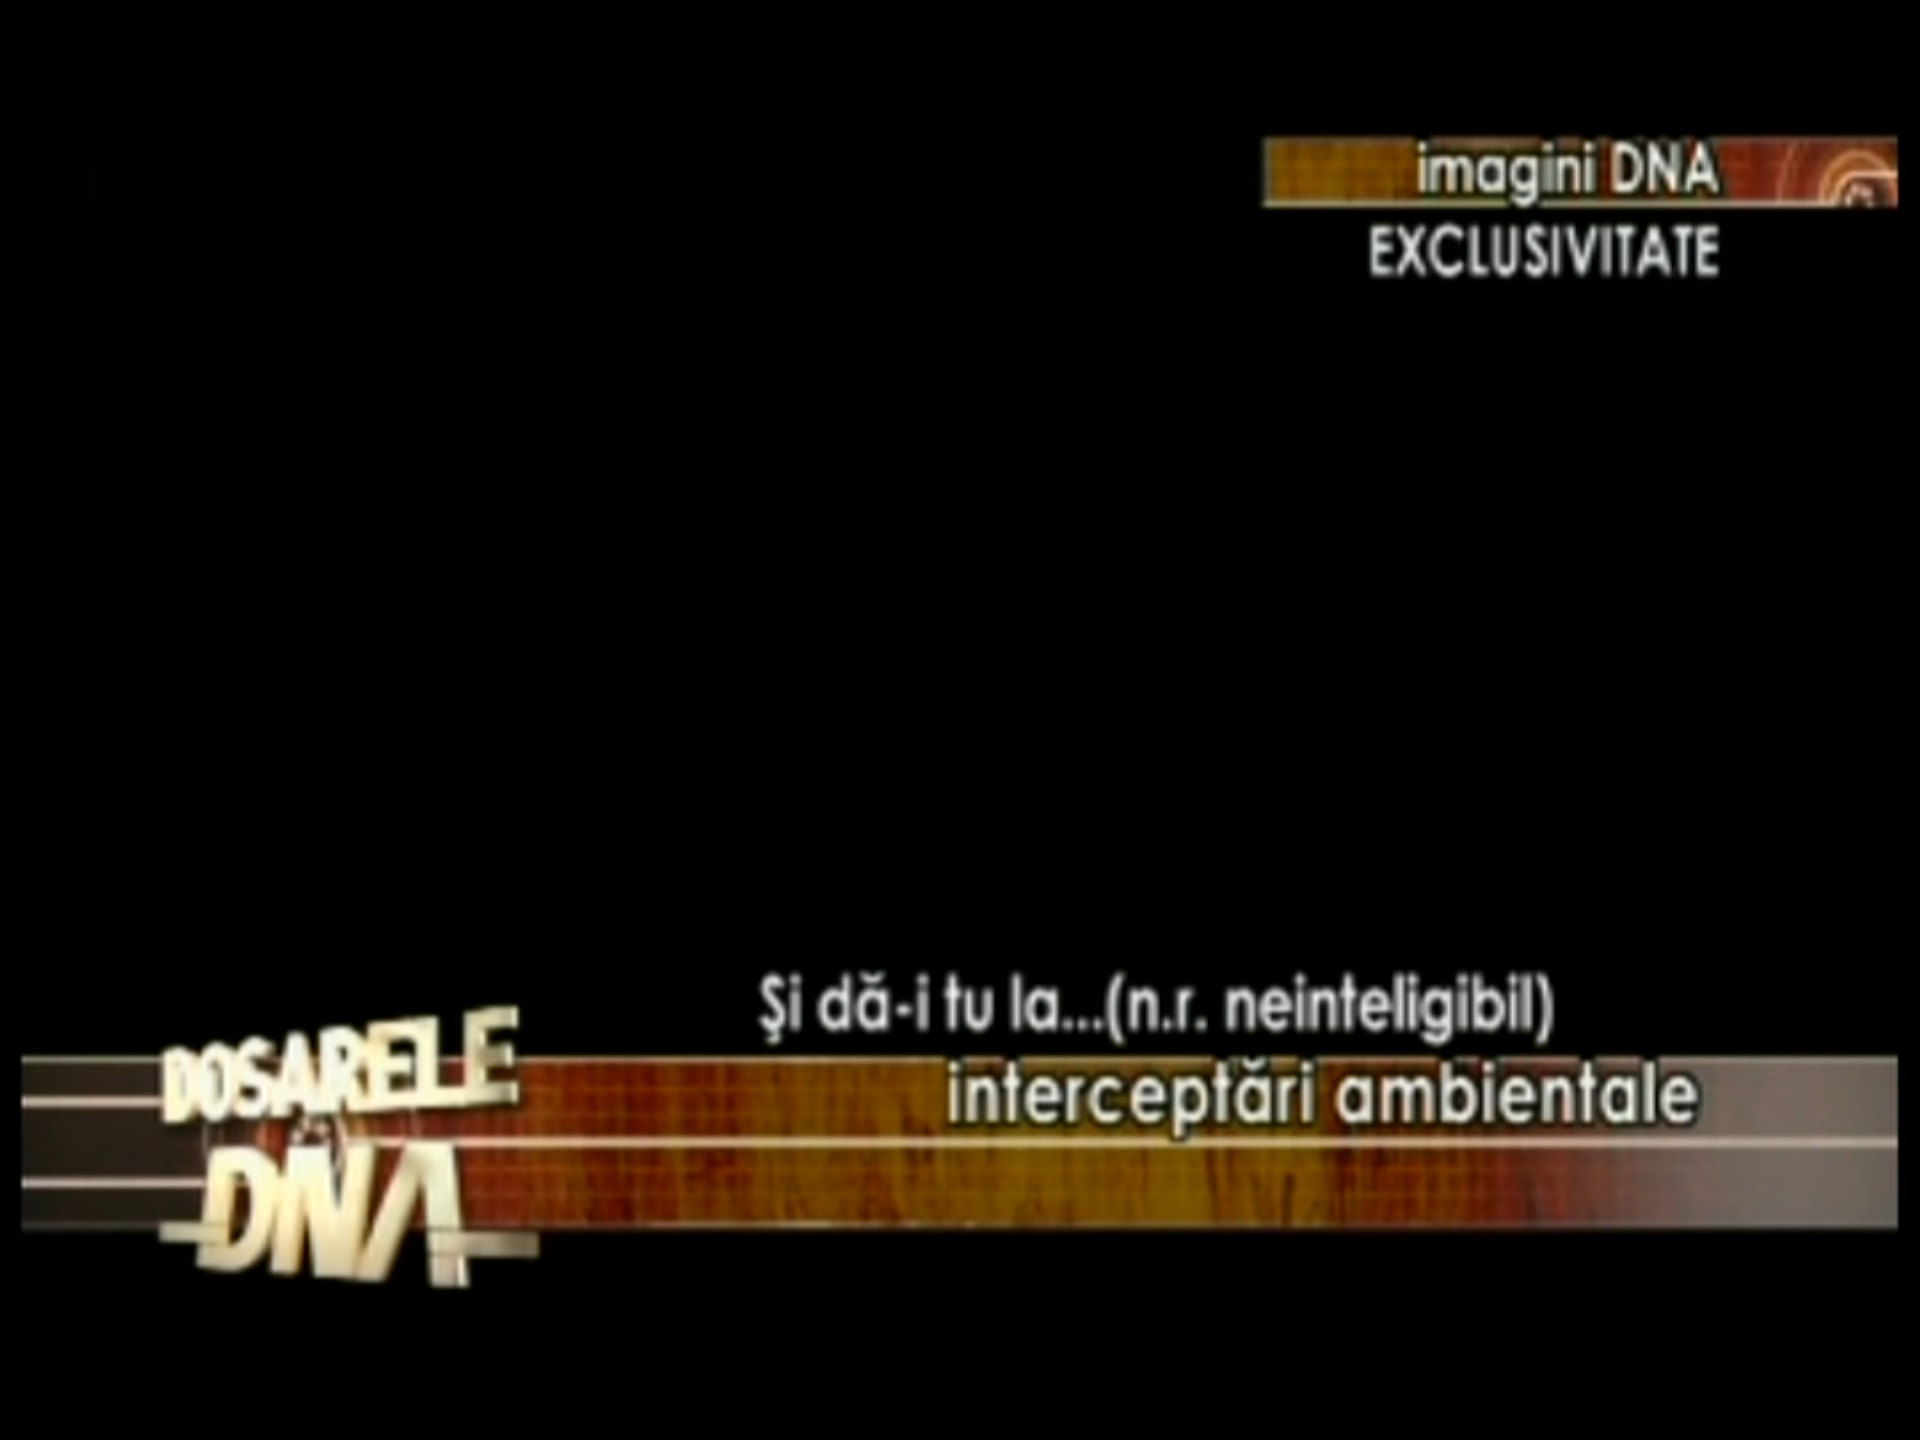 imagini DNA
EXCLUSIVITATE
Şi dă-i tu la...(n.r. neinteligibil)
interceptări ambientale
DOSARELE
DNA